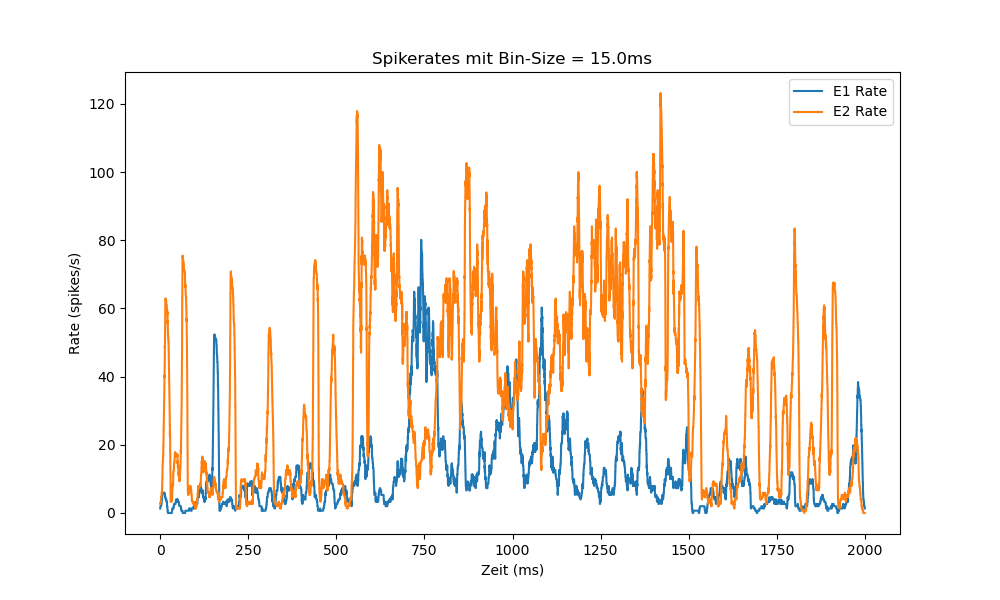 Spikerates mit Bin-Size = 15.0ms
E1 Rate
E2 Rate
Rate (spikes/s)
120
100
80
60
40
20
0
0 250 500 750 1000 1250 1500 1750 2000
Zeit (ms)